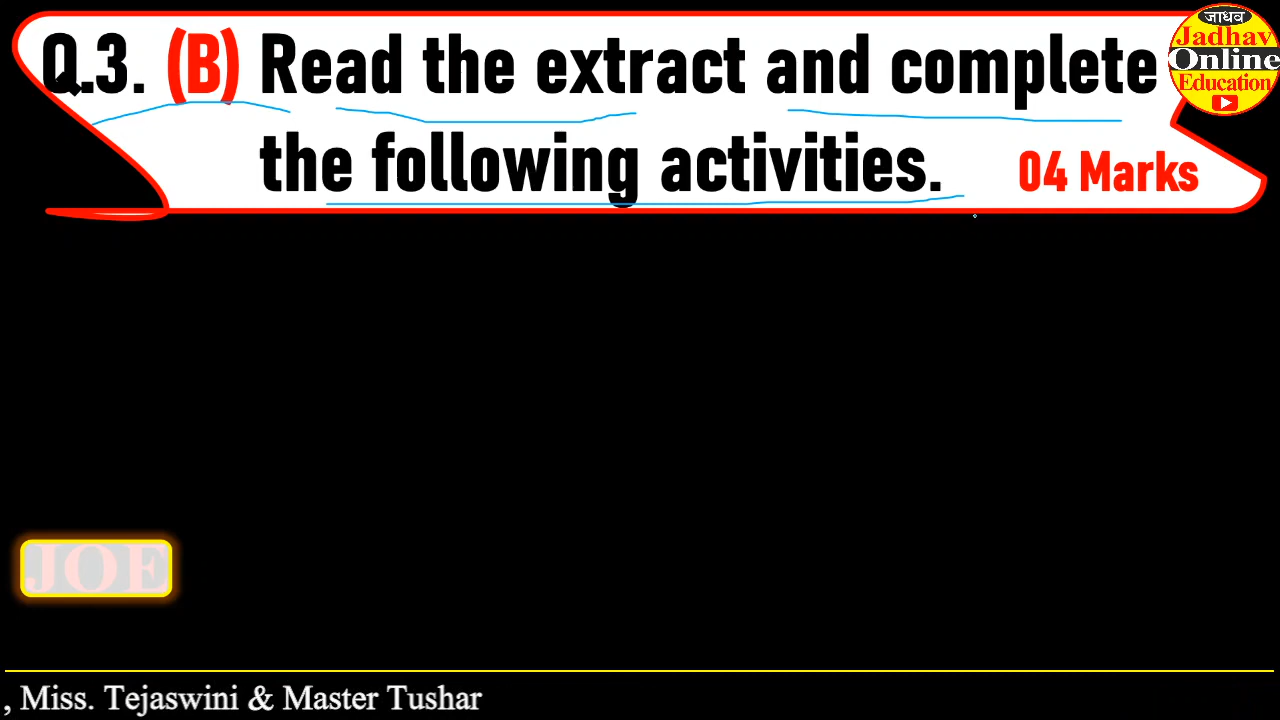 Q.3. (B) Read the extract and complete
the following activities. 04 Marks
जाधव
Jadhav
Online
Education
JOE
, Miss. Tejaswini & Master Tushar